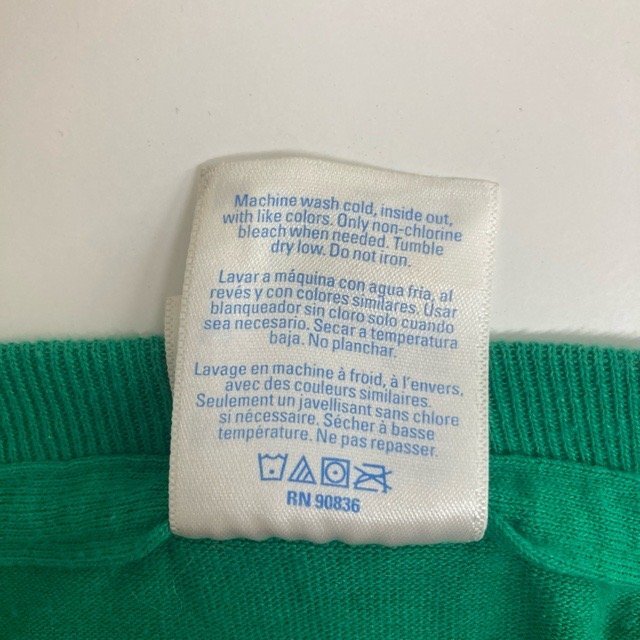 Machine wash cold, inside out,
with like colors. Only non-chlorine
bleach when needed. Tumble
dry low. Do not iron.
Lavar a máquina con agua fria, al
revés y con colores similares. Usar
blanqueador sin cloro solo cuando
sea necesario. Secar a temperatura
baja. No planchar.
Lavage en machine à froid, à l'envers,
avec des couleurs similaires.
Seulement un javellisant sans chlore
si nécessaire. Sécher à basse
température. Ne pas repasser.
RN 90836